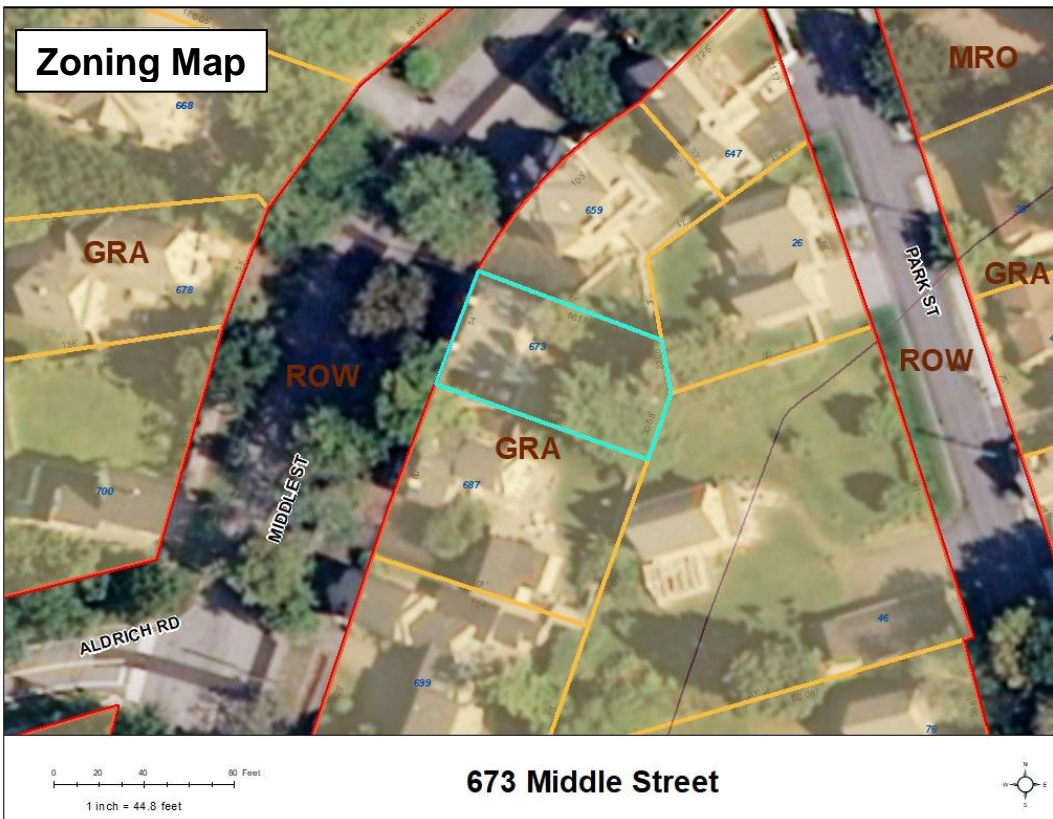 Zoning Map
MRO
668
647
659
26
GRA
PARK ST
GRA
678
673
ROW
ROW
GRA
687
700
MIDDLE ST
ALDRICH RD
46
699
76
0 20 40 80 Feet
1 inch = 44.8 feet
673 Middle Street
N
W E
S